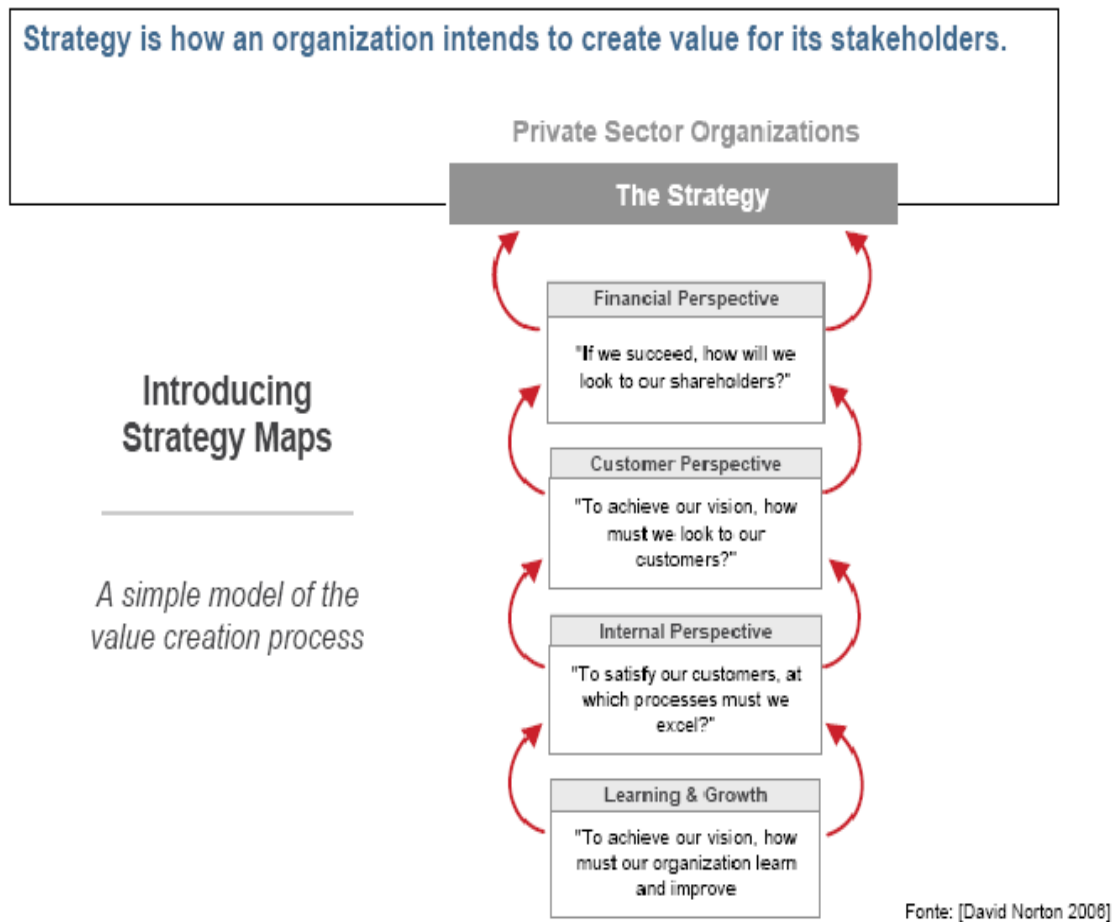 Strategy is how an organization intends to create value for its stakeholders.
Private Sector Organizations
The Strategy
Introducing
Strategy Maps
A simple model of the
value creation process
Financial Perspective
"If we succeed, how will we
look to our shareholders?"
Customer Perspective
"To achieve our vision, how
must we look to our
customers?"
Internal Perspective
"To satisfy our customers, at
which processes must we
excel?"
Learning & Growth
"To achieve our vision, how
must our organization learn
and improve
Fonte: [David Norton 2006]